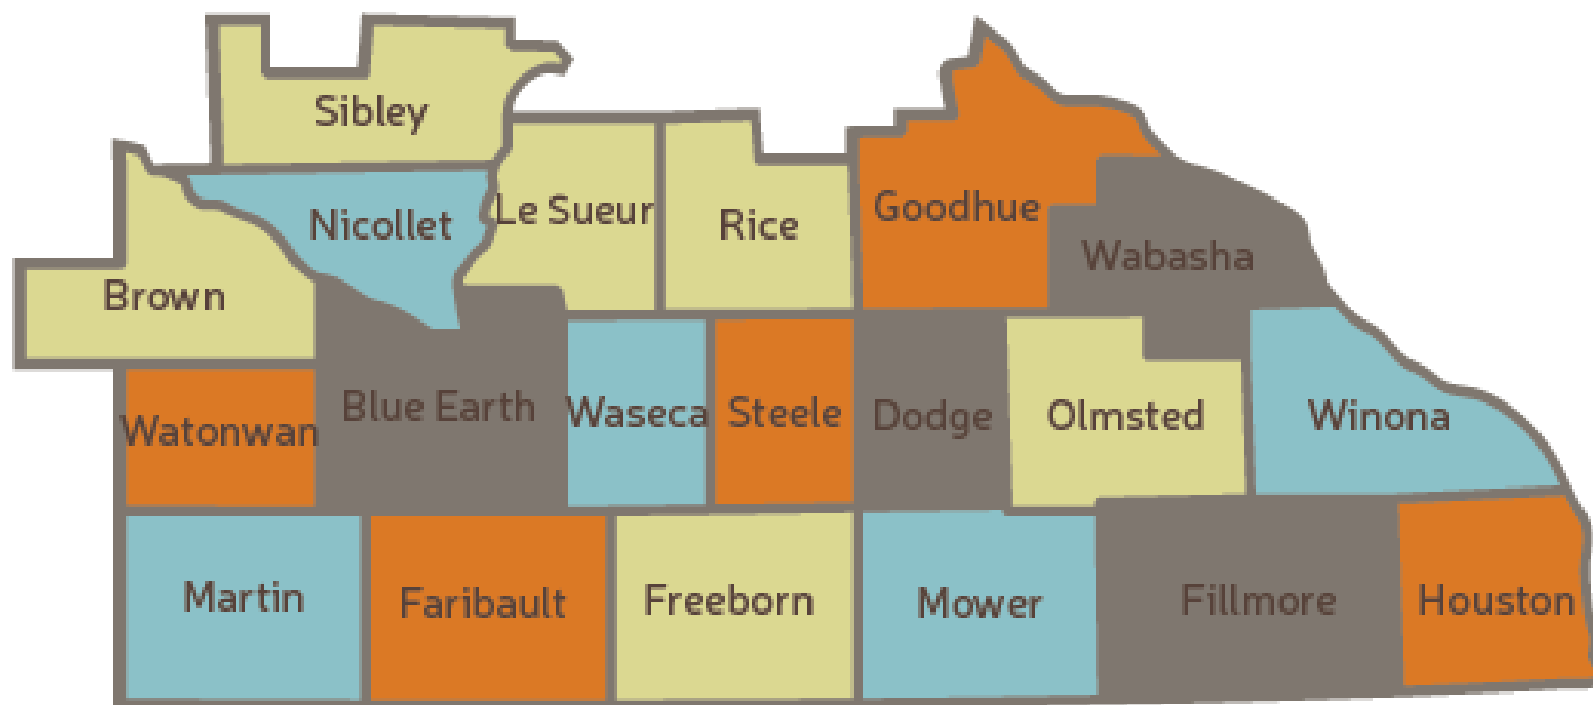 Sibley
Nicollet
Le Sueur
Rice
Goodhue
Wabasha
Brown
Watonwan
Blue Earth
Waseca
Steele
Dodge
Olmsted
Winona
Martin
Faribault
Freeborn
Mower
Fillmore
Houston